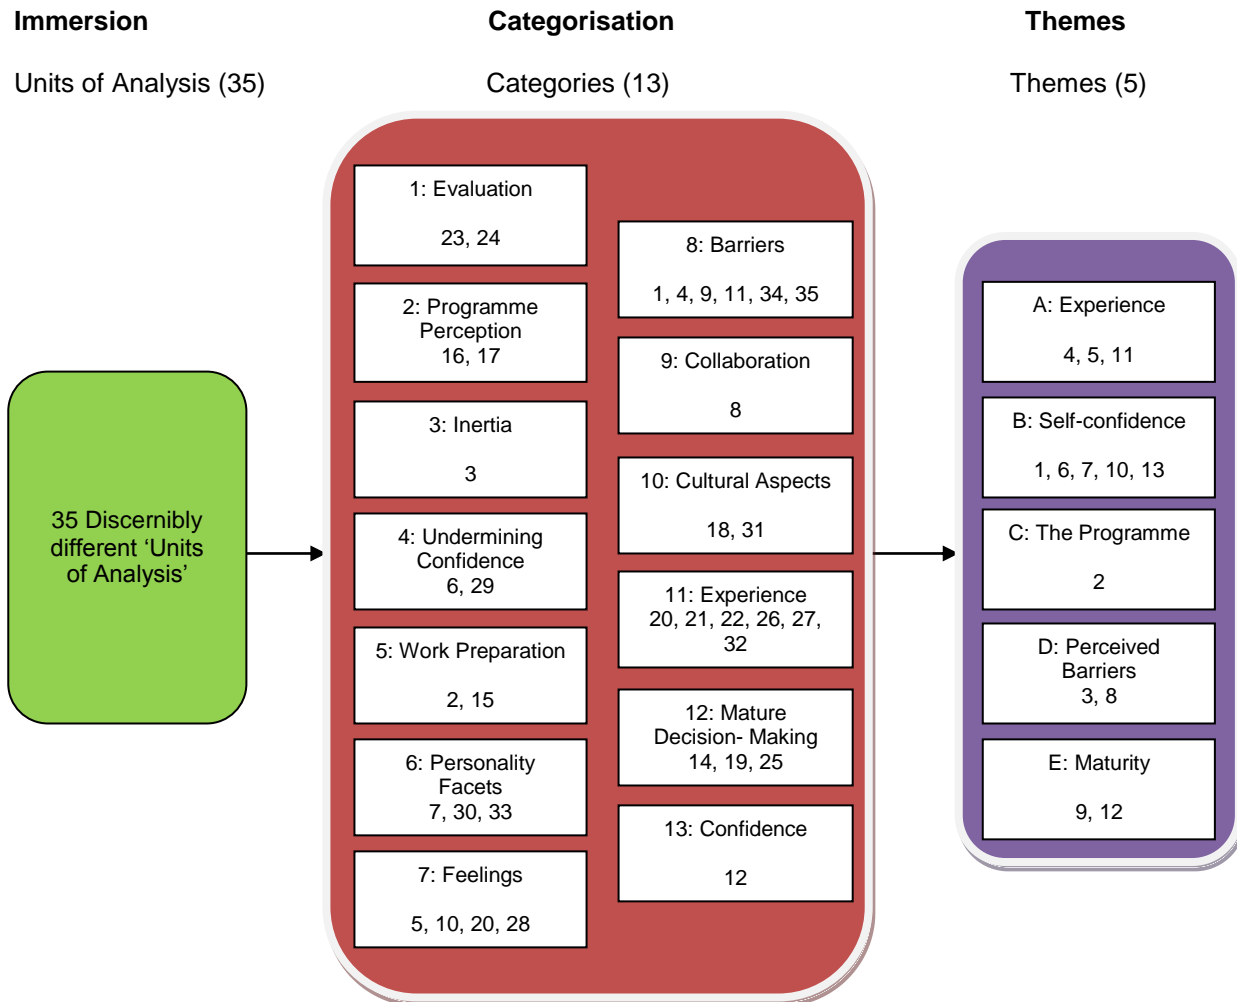 Immersion
Categorisation
Themes
Units of Analysis (35)
Categories (13)
Themes (5)
35 Discernibly
different ‘Units
of Analysis’
1: Evaluation
23, 24
2: Programme
Perception
16, 17
3: Inertia
3
4: Undermining
Confidence
6, 29
5: Work Preparation
2, 15
6: Personality
Facets
7, 30, 33
7: Feelings
5, 10, 20, 28
8: Barriers
1, 4, 9, 11, 34, 35
9: Collaboration
8
10: Cultural Aspects
18, 31
11: Experience
20, 21, 22, 26, 27,
32
12: Mature
Decision- Making
14, 19, 25
13: Confidence
12
A: Experience
4, 5, 11
B: Self-confidence
1, 6, 7, 10, 13
C: The Programme
2
D: Perceived
Barriers
3, 8
E: Maturity
9, 12